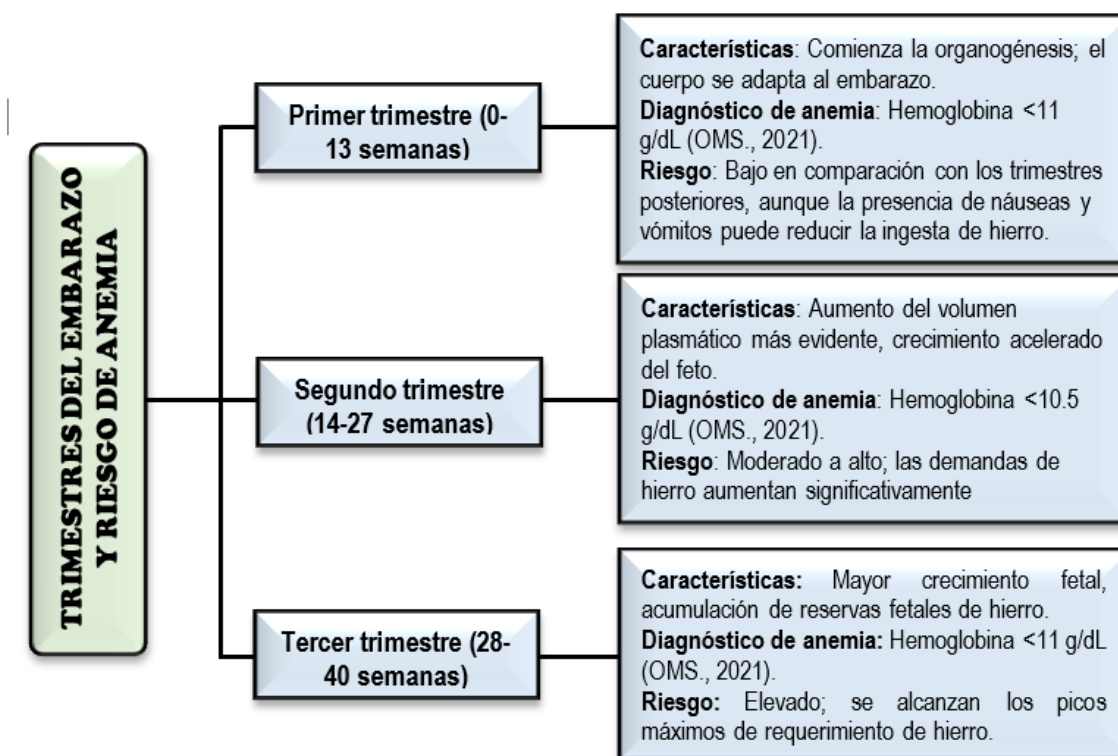 TRIMESTRES DEL EMBARAZO
Y RIESGO DE ANEMIA
Primer trimestre (0-
13 semanas)
Características: Comienza la organogénesis; el
cuerpo se adapta al embarazo.
Diagnóstico de anemia: Hemoglobina <11
g/dL (OMS., 2021).
Riesgo: Bajo en comparación con los trimestres
posteriores, aunque la presencia de náuseas y
vómitos puede reducir la ingesta de hierro.
Segundo trimestre
(14-27 semanas)
Características: Aumento del volumen
plasmático más evidente, crecimiento acelerado
del feto.
Diagnóstico de anemia: Hemoglobina <10.5
g/dL (OMS., 2021).
Riesgo: Moderado a alto; las demandas de
hierro aumentan significativamente
Tercer trimestre (28-
40 semanas)
Características: Mayor crecimiento fetal,
acumulación de reservas fetales de hierro.
Diagnóstico de anemia: Hemoglobina <11 g/dL
(OMS., 2021).
Riesgo: Elevado; se alcanzan los picos
máximos de requerimiento de hierro.